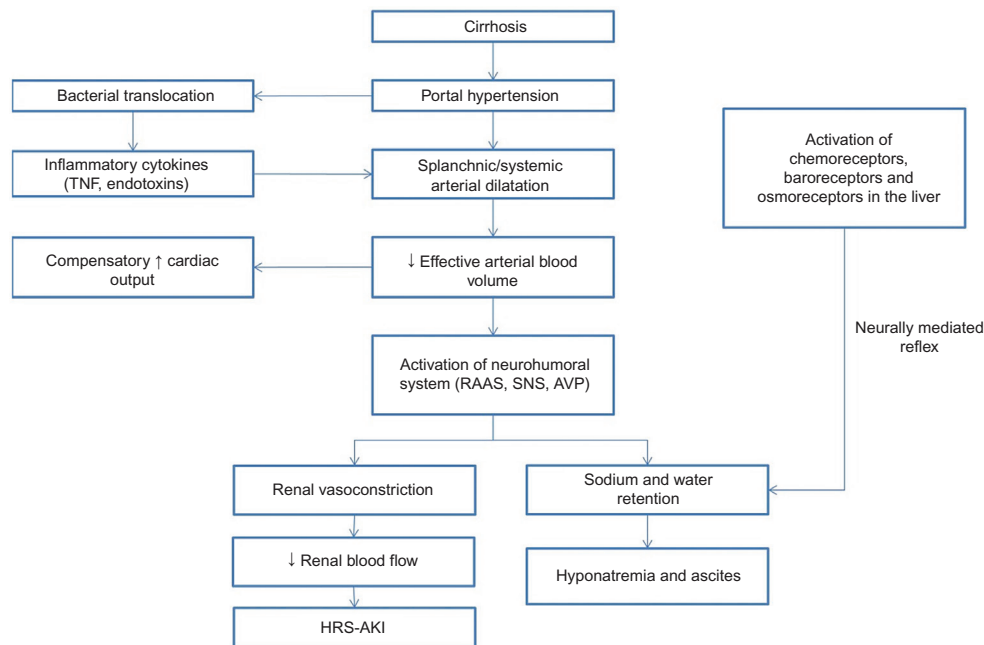 Cirrhosis
Bacterial translocation
Portal hypertension
Activation of
chemoreceptors,
baroreceptors and
osmoreceptors in the liver
Inflammatory cytokines
(TNF, endotoxins)
Splanchnic/systemic
arterial dilatation
Compensatory ↑ cardiac
output
↓ Effective arterial blood
volume
Neurally mediated
reflex
Activation of neurohumoral
system (RAAS, SNS, AVP)
Renal vasoconstriction
Sodium and water
retention
↓ Renal blood flow
Hyponatremia and ascites
HRS-AKI